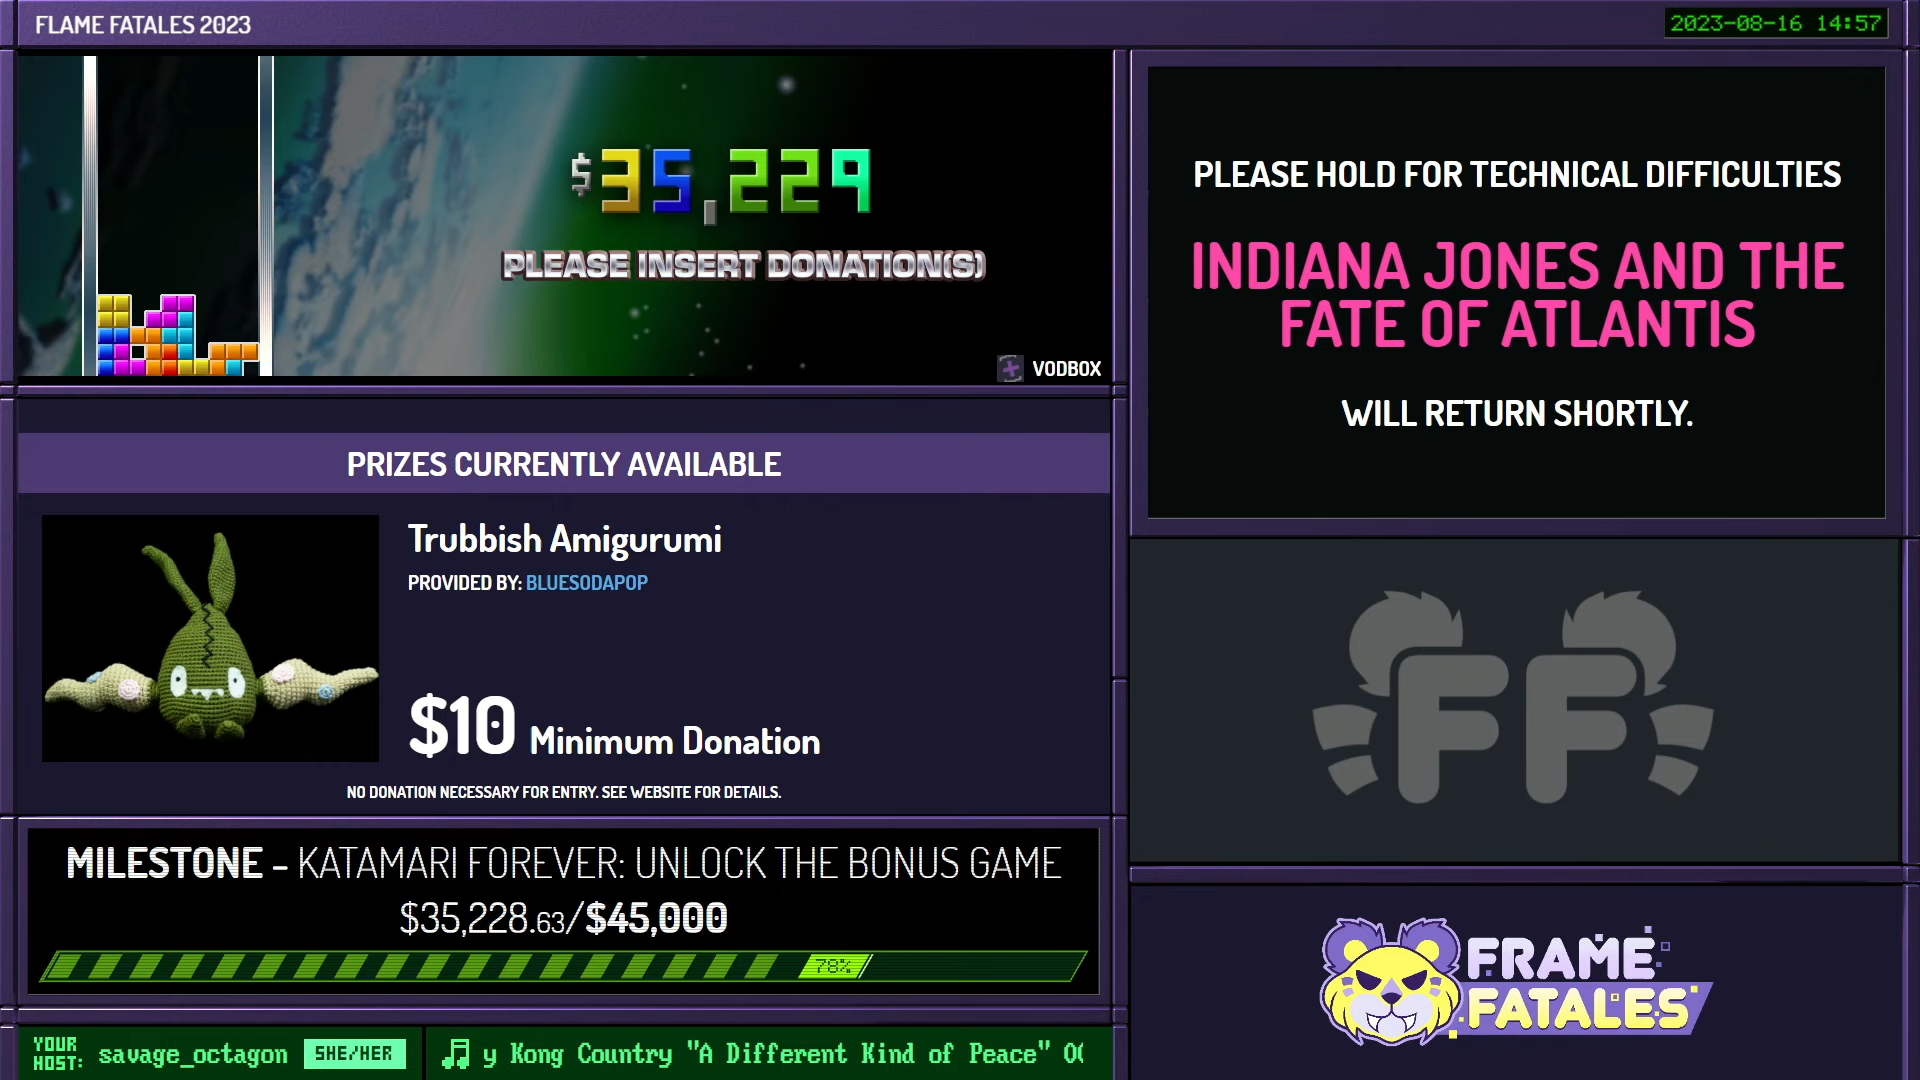 FLAME FATALES 2023
2023-08-16 14:57
$35,229
PLEASE INSERT DONATION(S)
VODBOX
PRIZES CURRENTLY AVAILABLE
Trubbish Amigurumi
PROVIDED BY: BLUESODAPOP
$10 Minimum Donation
NO DONATION NECESSARY FOR ENTRY. SEE WEBSITE FOR DETAILS.
MILESTONE - KATAMARI FOREVER: UNLOCK THE BONUS GAME
$35,228.63/$45,000
78%
YOUR HOST: savage_octagon SHE/HER
y Kong Country "A Different Kind of Peace" O
PLEASE HOLD FOR TECHNICAL DIFFICULTIES
INDIANA JONES AND THE
FATE OF ATLANTIS
WILL RETURN SHORTLY.
FF
FRAME
FATALES